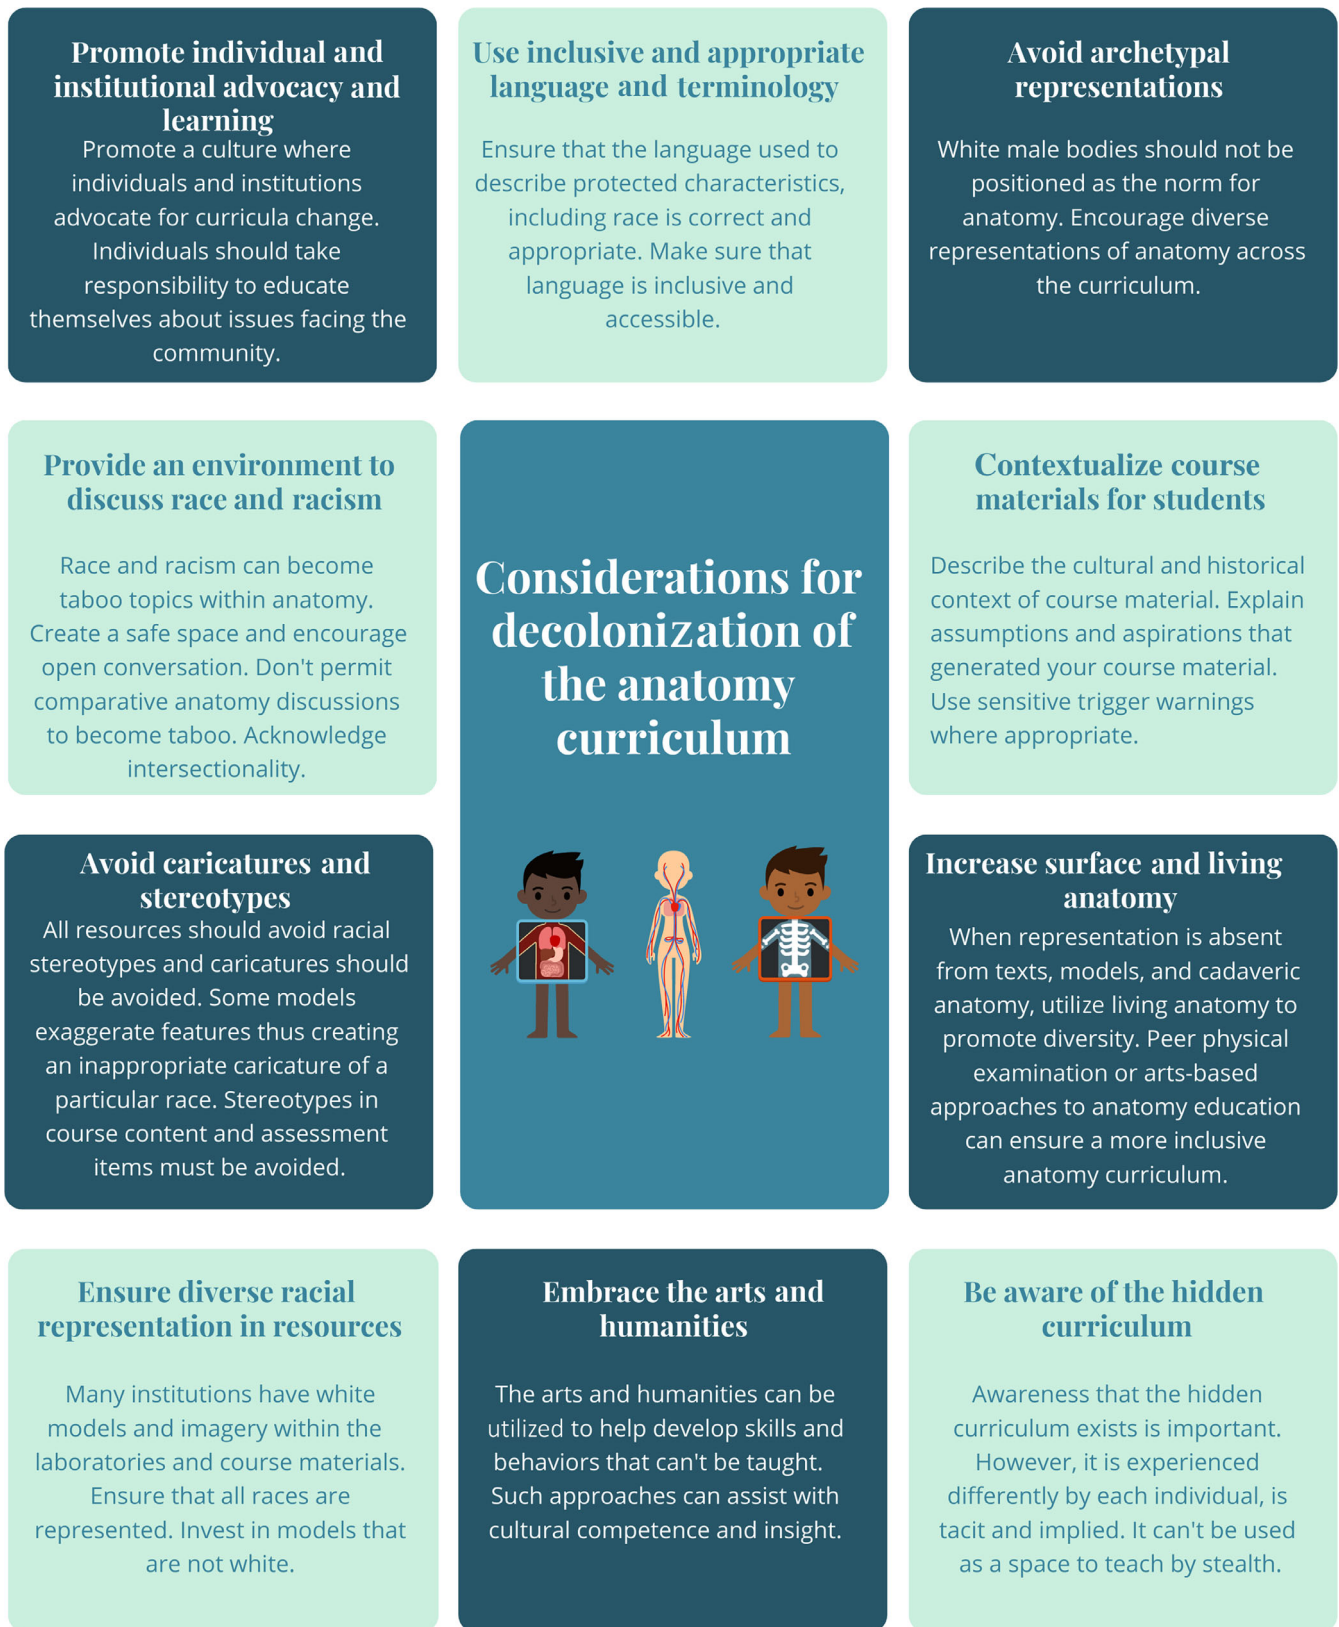 Promote individual and
institutional advocacy and
learning
Promote a culture where
individuals and institutions
advocate for curricula change.
Individuals should take
responsibility to educate
themselves about issues facing the
community.
Use inclusive and appropriate
language and terminology
Ensure that the language used to
describe protected characteristics,
including race is correct and
appropriate. Make sure that
language is inclusive and
accessible.
Avoid archetypal
representations
White male bodies should not be
positioned as the norm for
anatomy. Encourage diverse
representations of anatomy across
the curriculum.
Provide an environment to
discuss race and racism
Race and racism can become
taboo topics within anatomy.
Create a safe space and encourage
open conversation. Don't permit
comparative anatomy discussions
to become taboo. Acknowledge
intersectionality.
Considerations for
decolonization of
the anatomy
curriculum
Contextualize course
materials for students
Describe the cultural and historical
context of course material. Explain
assumptions and aspirations that
generated your course material.
Use sensitive trigger warnings
where appropriate.
Avoid caricatures and
stereotypes
All resources should avoid racial
stereotypes and caricatures should
be avoided. Some models
exaggerate features thus creating
an inappropriate caricature of a
particular race. Stereotypes in
course content and assessment
items must be avoided.
Increase surface and living
anatomy
When representation is absent
from texts, models, and cadaveric
anatomy, utilize living anatomy to
promote diversity. Peer physical
examination or arts-based
approaches to anatomy education
can ensure a more inclusive
anatomy curriculum.
Ensure diverse racial
representation in resources
Many institutions have white
models and imagery within the
laboratories and course materials.
Ensure that all races are
represented. Invest in models that
are not white.
Embrace the arts and
humanities
The arts and humanities can be
utilized to help develop skills and
behaviors that can't be taught.
Such approaches can assist with
cultural competence and insight.
Be aware of the hidden
curriculum
Awareness that the hidden
curriculum exists is important.
However, it is experienced
differently by each individual, is
tacit and implied. It can't be used
as a space to teach by stealth.